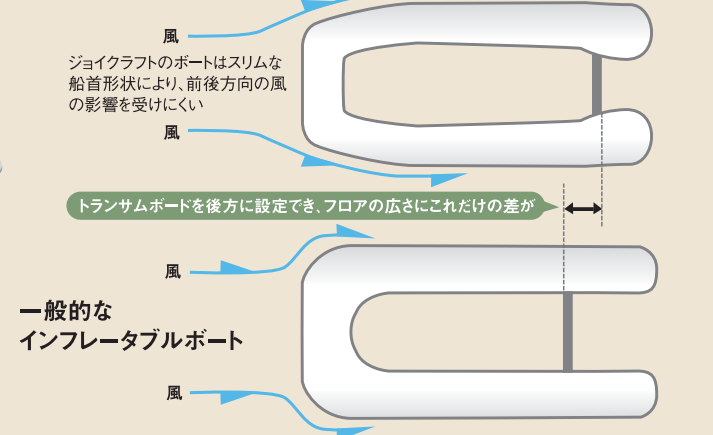 風
ジョイクラフトのボートはスリムな
船首形状により、前後方向の風
の影響を受けにくい
風
トランサムボードを後方に設定でき、フロアの広さにこれだけの差が
風
一般的な
インフレータブルボート
風